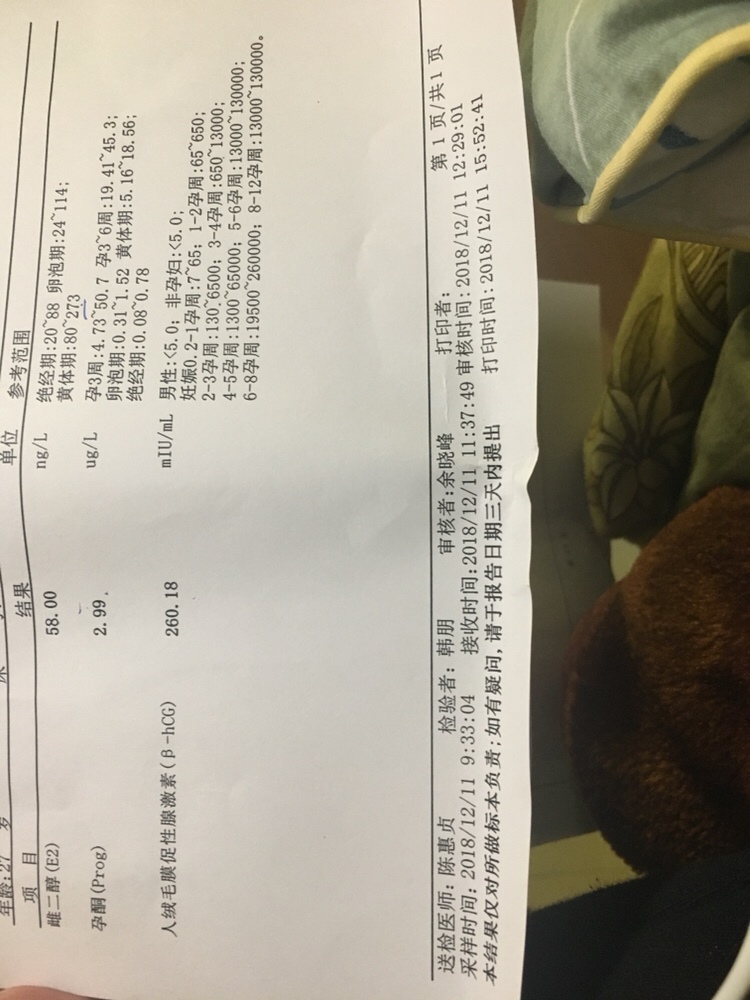 年龄:27 岁
项 目 结果 单位 参考范围
雌二醇(E2) 58.00 ng/L 绝经期:20~88 卵泡期:24~114;
黄体期:80~273
孕酮(Prog) 2.99 ug/L 孕3周:4.73~50.7 孕3~6周:19.41~45.3;
卵泡期:0.31~1.52 黄体期:5.16~18.56;
绝经期:0.08~0.78
人绒毛膜促性腺激素(β-hCG) 260.18 mIU/mL 男性:<5.0; 非孕妇:<5.0;
妊娠0.2-1孕周:7~65; 1-2孕周:65~650;
2-3孕周:130~6500; 3-4孕周:650~13000;
4-5孕周:1300~65000; 5-6孕周:13000~130000;
6-8孕周:19500~260000; 8-12孕周:13000~130000。
送检医师: 陈惠贞 检验者: 韩朋 审核者:余晓峰 打印者: 第 1 页/共1 页
采样时间: 2018/12/11 9:33:04 接收时间:2018/12/11 11:37:49 审核时间:2018/12/11 12:29:01
本结果仅对所做标本负责;如有疑问,请于报告日期三天内提出 打印时间:2018/12/11 15:52:41